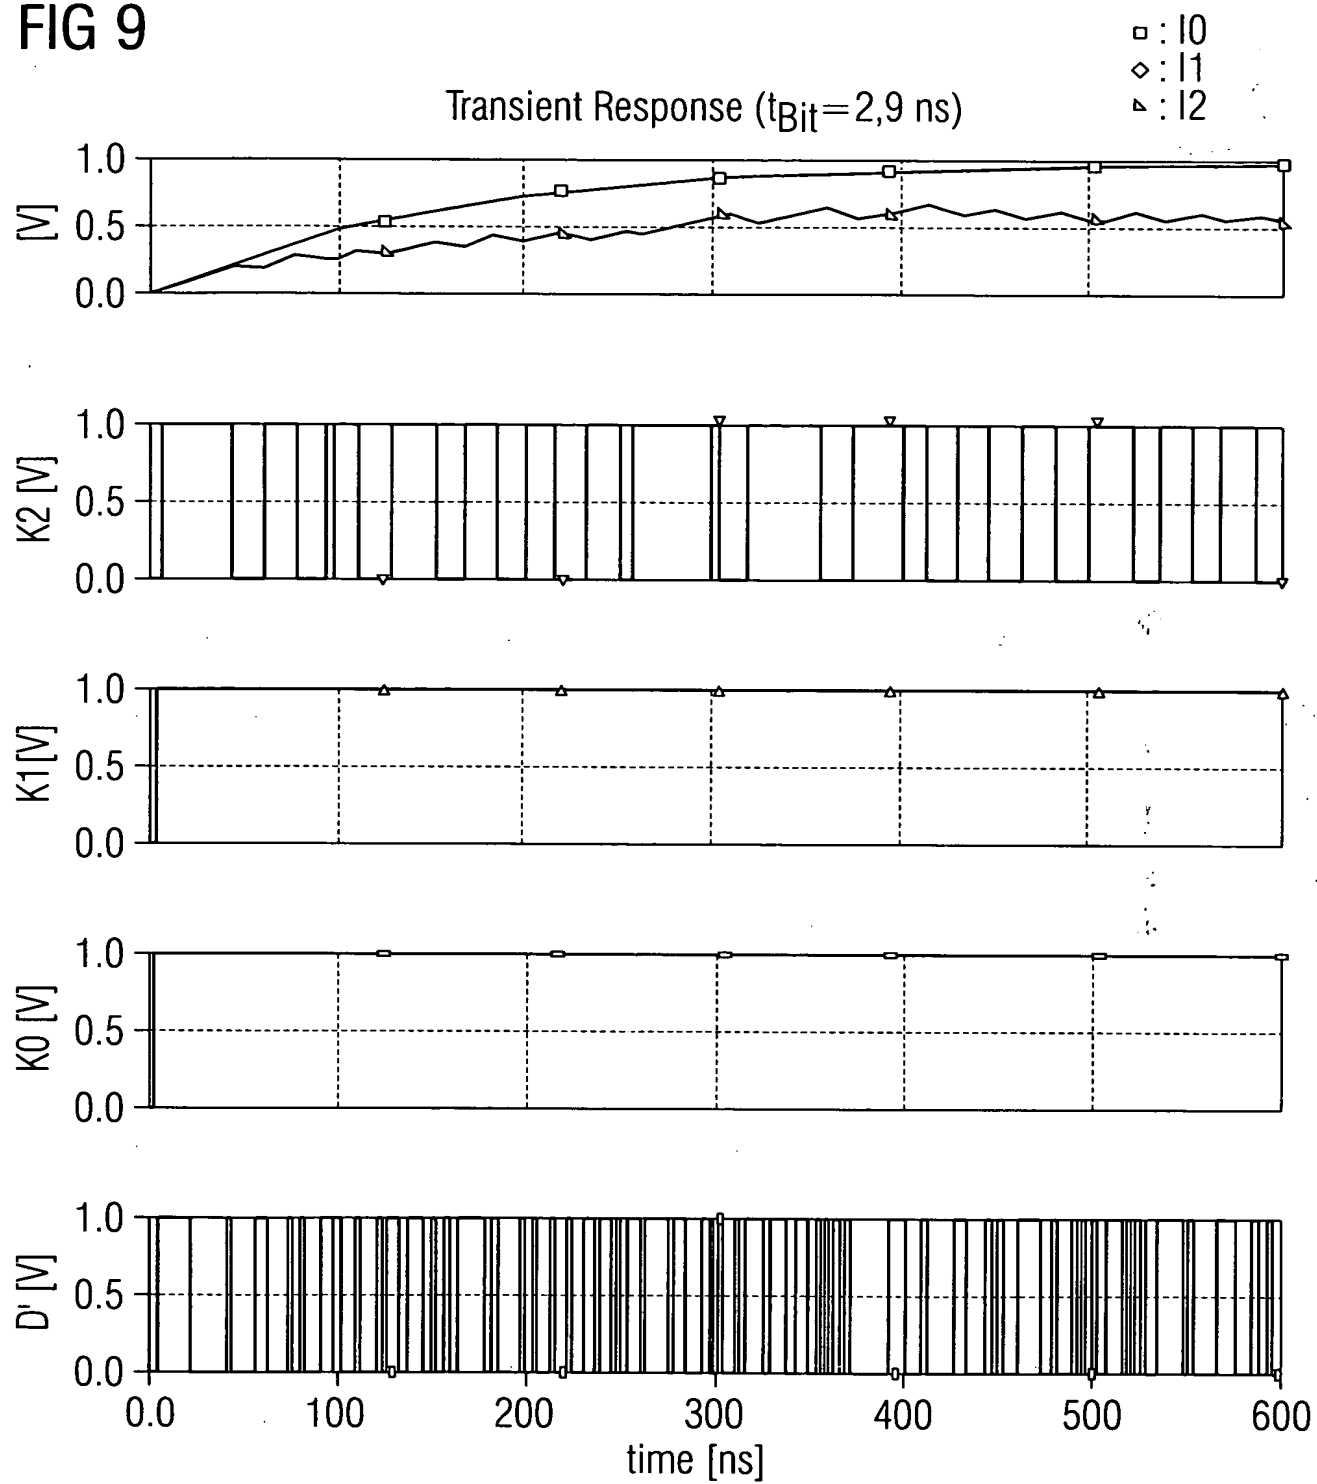 FIG 9
□ : I0
◇ : I1
◺ : I2
Transient Response (tBit=2,9 ns)
1.0
[V]
0.5
0.0
1.0
K2 [V]
0.5
0.0
1.0
K1[V]
0.5
0.0
1.0
K0 [V]
0.5
0.0
1.0
D' [V]
0.5
0.0
0.0 100 200 300 400 500 600
time [ns]